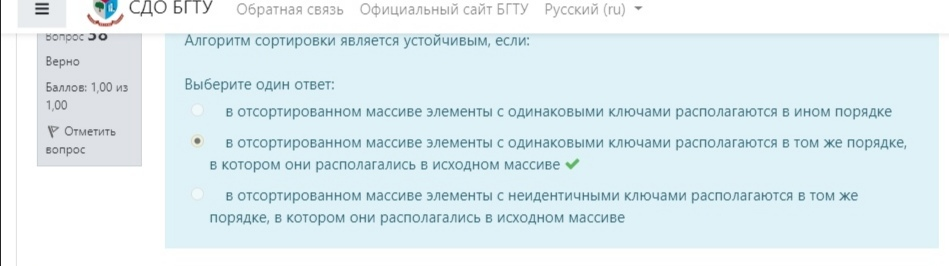 СДО БГТУ Обратная связь Официальный сайт БГТУ Русский (ru)
Вопрос 38
Верно
Баллов: 1,00 из
1,00
Отметить
вопрос
Алгоритм сортировки является устойчивым, если:
Выберите один ответ:
в отсортированном массиве элементы с одинаковыми ключами располагаются в ином порядке
в отсортированном массиве элементы с одинаковыми ключами располагаются в том же порядке,
в котором они располагались в исходном массиве
в отсортированном массиве элементы с неидентичными ключами располагаются в том же
порядке, в котором они располагались в исходном массиве